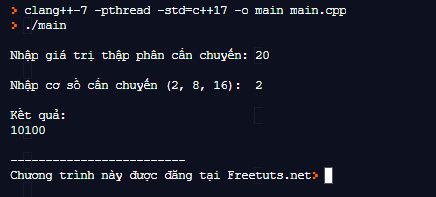 > clang++-7 -pthread -std=c++17 -o main main.cpp
> ./main
Nhập giá trị thập phân cần chuyển: 20
Nhập cơ số cần chuyển (2, 8, 16):  2
Kết quả:
10100
-------------------------
Chương trình này được đăng tại Freetuts.net>